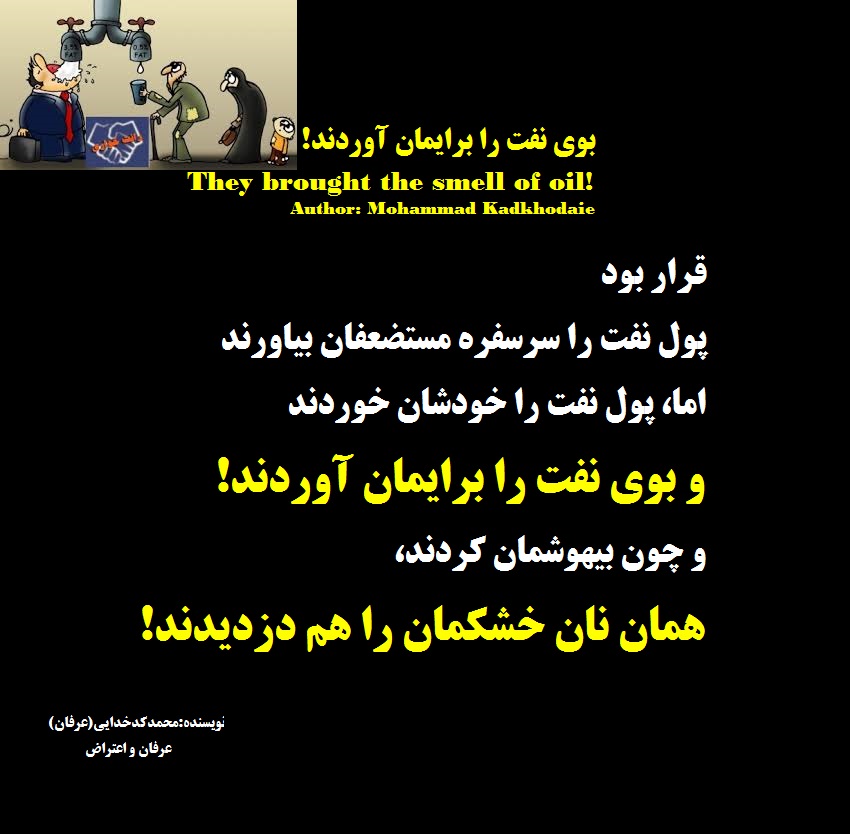 3.5%
FAT
0.5%
FAT
رانت خواری
بوی نفت را برایمان آوردند!
They brought the smell of oil!
Author: Mohammad Kadkhodaie
قرار بود
پول نفت را سرسفره مستضعفان بیاورند
اما، پول نفت را خودشان خوردند
و بوی نفت را برایمان آوردند!
و چون بیهوشمان کردند،
همان نان خشکمان را هم دزدیدند!
نویسنده:محمدکدخدایی(عرفان)
عرفان و اعتراض